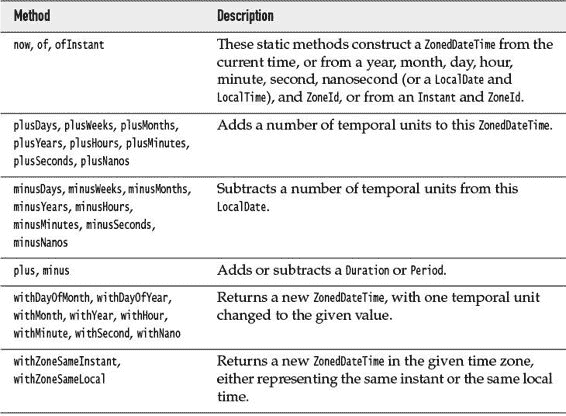 Method Description
now, of, ofInstant These static methods construct a ZonedDateTime from the
current time, or from a year, month, day, hour,
minute, second, nanosecond (or a LocalDate and
LocalTime), and ZoneId, or from an Instant and ZoneId.
plusDays, plusWeeks, plusMonths, Adds a number of temporal units to this ZonedDateTime.
plusYears, plusHours, plusMinutes,
plusSeconds, plusNanos
minusDays, minusWeeks, minusMonths, Subtracts a number of temporal units from this
minusYears, minusHours, LocalDate.
minusMinutes, minusSeconds,
minusNanos
plus, minus Adds or subtracts a Duration or Period.
withDayOfMonth, withDayOfYear, Returns a new ZonedDateTime, with one temporal unit
withMonth, withYear, withHour, changed to the given value.
withMinute, withSecond, withNano
withZoneSameInstant, Returns a new ZonedDateTime in the given time zone,
withZoneSameLocal either representing the same instant or the same local
time.